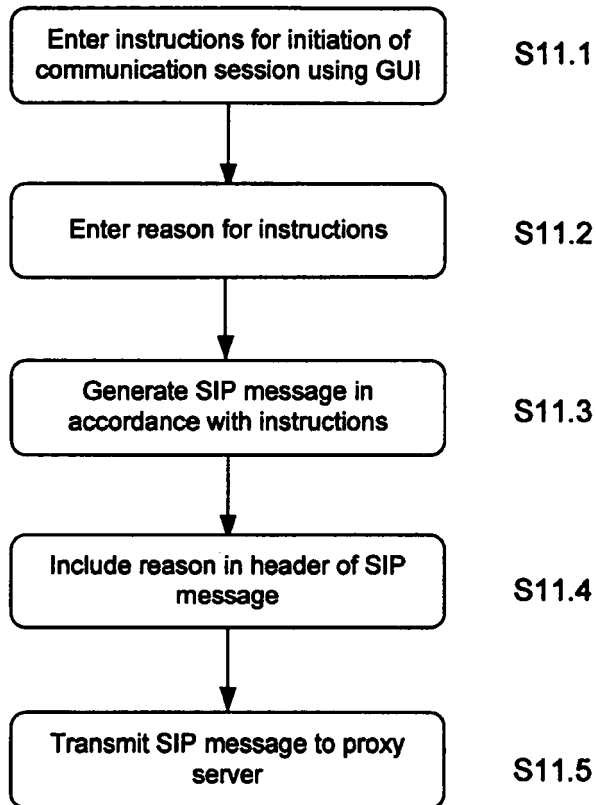 Enter instructions for initiation of
communication session using GUI
S11.1
Enter reason for instructions
S11.2
Generate SIP message in
accordance with instructions
S11.3
Include reason in header of SIP
message
S11.4
Transmit SIP message to proxy
server
S11.5